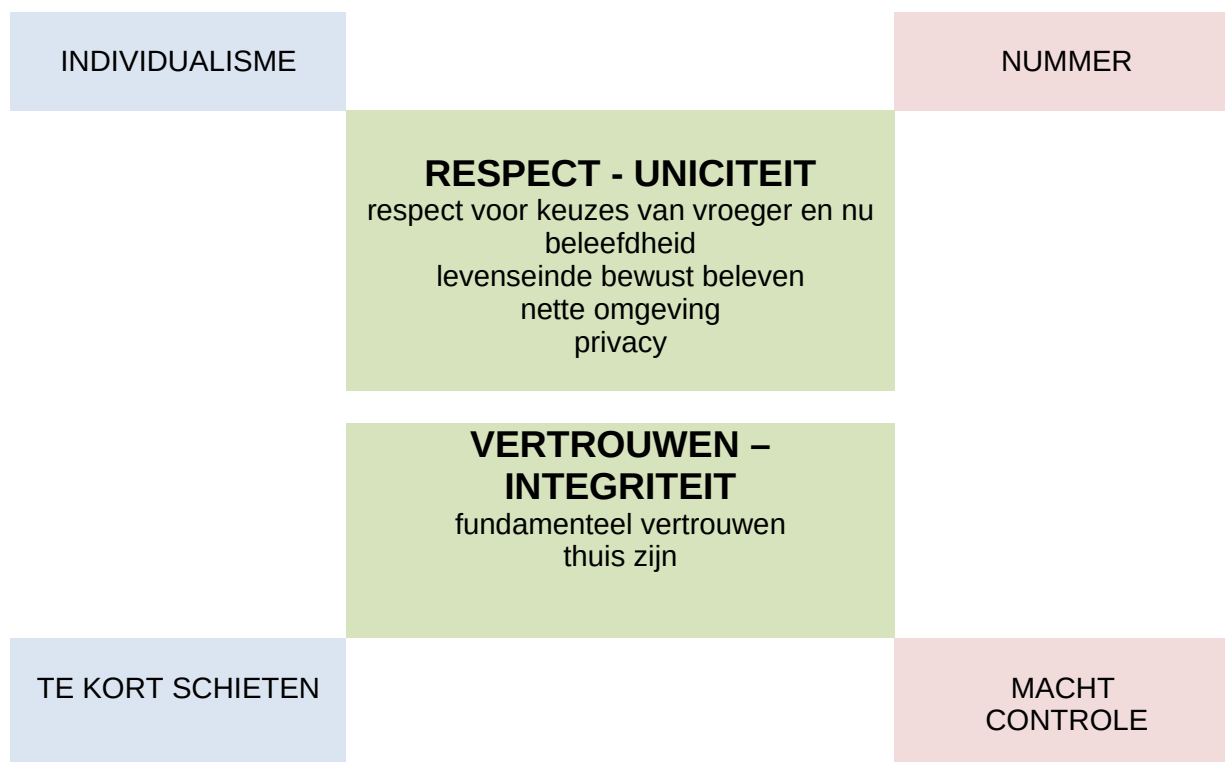 INDIVIDUALISME
NUMMER
RESPECT - UNICITEIT
respect voor keuzes van vroeger en nu
beleefdheid
levenseinde bewust beleven
nette omgeving
privacy
VERTROUWEN –
INTEGRITEIT
fundamenteel vertrouwen
thuis zijn
TE KORT SCHIETEN
MACHT
CONTROLE